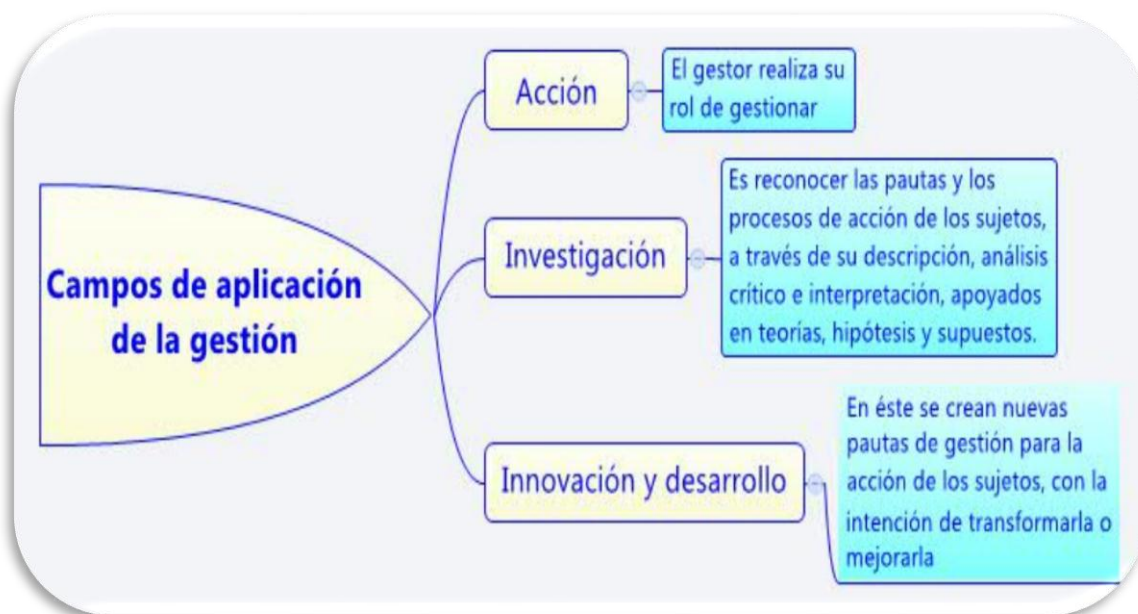 Campos de aplicación
de la gestión
Acción
El gestor realiza su
rol de gestionar
Investigación
Es reconocer las pautas y los
procesos de acción de los sujetos,
a través de su descripción, análisis
crítico e interpretación, apoyados
en teorías, hipótesis y supuestos.
Innovación y desarrollo
En éste se crean nuevas
pautas de gestión para la
acción de los sujetos, con la
intención de transformarla o
mejorarla